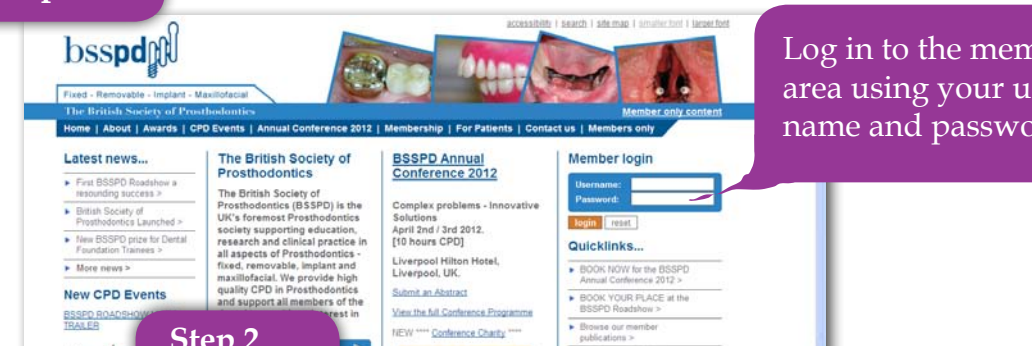 accessibility | search | site map | smaller font | larger font
bsspd
Fixed - Removable - Implant - Maxillofacial
The British Society of Prosthodontics
Member only content
Home | About | Awards | CPD Events | Annual Conference 2012 | Membership | For Patients | Contact us | Members only
Log in to the mem
area using your u
name and passwo
Latest news...
First BSSPD Roadshow a
resounding success >
British Society of
Prosthodontics Launched >
New BSSPD prize for Dental
Foundation Trainees >
More news >
New CPD Events
BSSPD ROADSHOW
TRAILER
The British Society of
Prosthodontics
The British Society of
Prosthodontics (BSSPD) is the
UK's foremost Prosthodontics
society supporting education,
research and clinical practice in
all aspects of Prosthodontics -
fixed, removable, implant and
maxillofacial. We provide high
quality CPD in Prosthodontics
and support all members of the
rest in
Step 2
BSSPD Annual
Conference 2012
Complex problems - Innovative
Solutions
April 2nd / 3rd 2012.
[10 hours CPD]
Liverpool Hilton Hotel,
Liverpool, UK.
Submit an Abstract
View the full Conference Programme
NEW **** Conference Charity ****
Member login
Username:
Password:
login reset
Quicklinks...
BOOK NOW for the BSSPD
Annual Conference 2012 >
BOOK YOUR PLACE at the
BSSPD Roadshow >
Browse our member
publications >